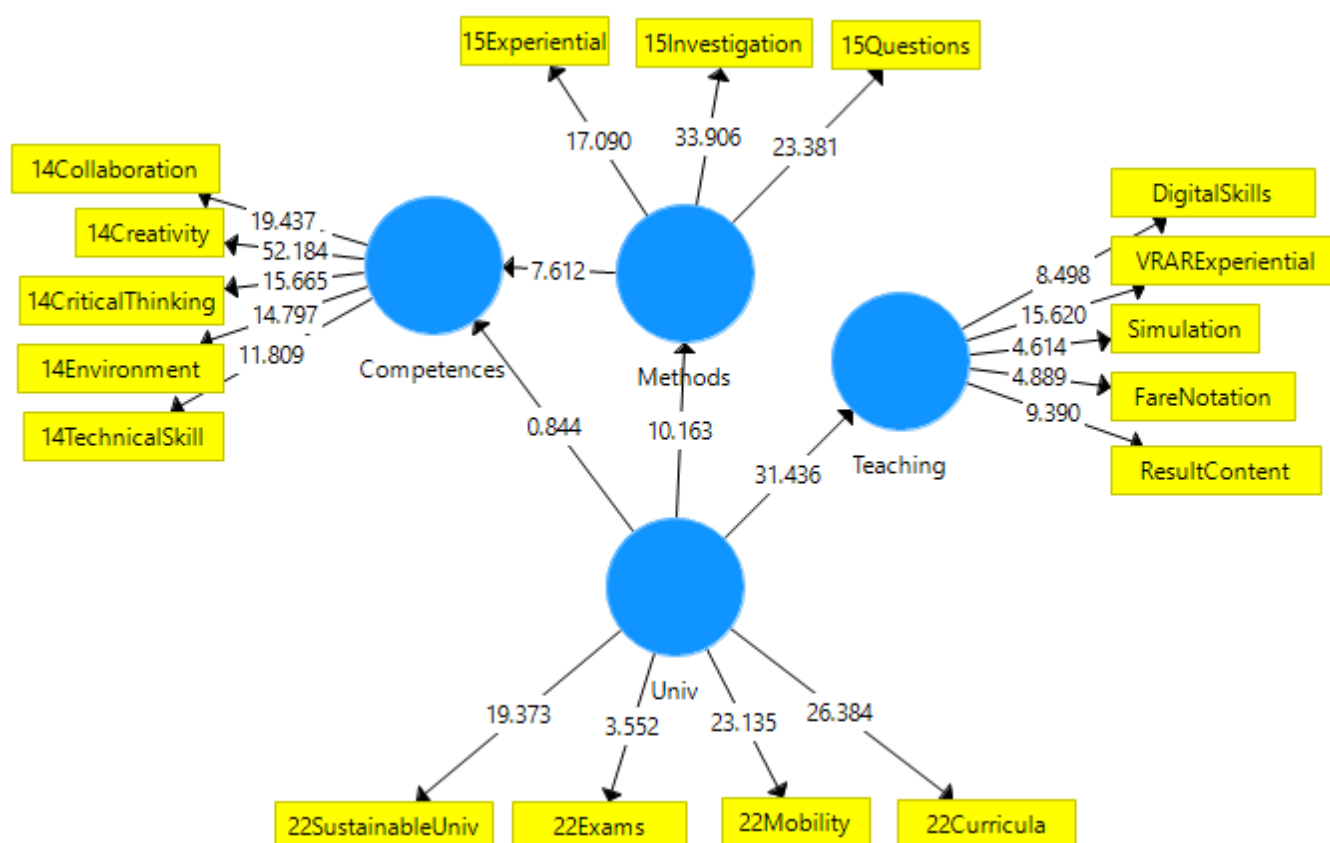 15Experiential
15Investigation
15Questions
17.090
33.906
23.381
14Collaboration
14Creativity
14CriticalThinking
14Environment
14TechnicalSkill
19.437
52.184
15.665
14.797
11.809
7.612
Competences
Methods
DigitalSkills
VRARExperiential
Simulation
FareNotation
ResultContent
8.498
15.620
4.614
4.889
9.390
Teaching
0.844
10.163
31.436
Univ
19.373
3.552
23.135
26.384
22SustainableUniv
22Exams
22Mobility
22Curricula